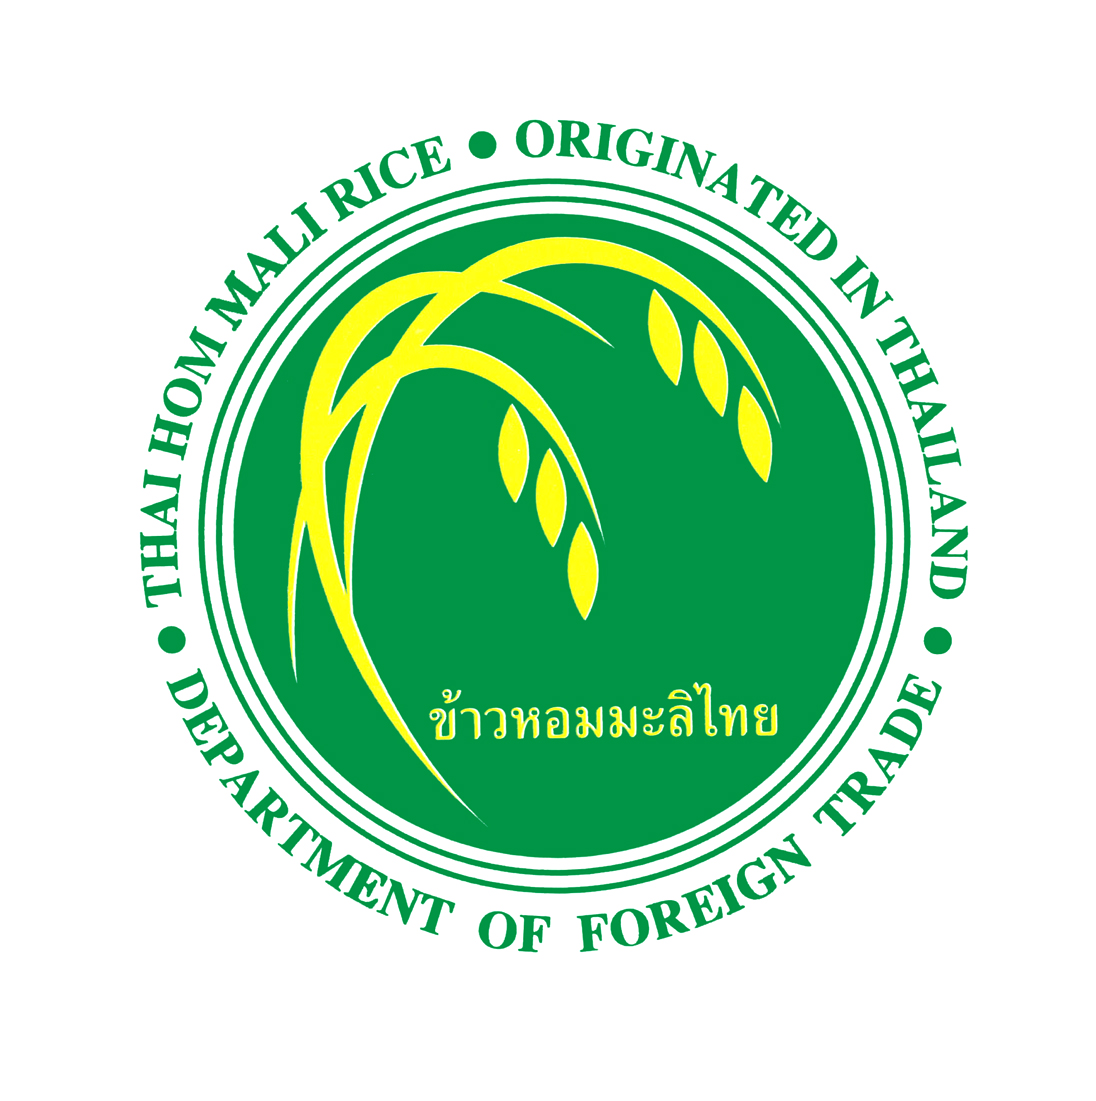 THAI HOM MALI RICE • ORIGINATED IN THAILAND •
DEPARTMENT OF FOREIGN TRADE •
ข้าวหอมมะลิไทย